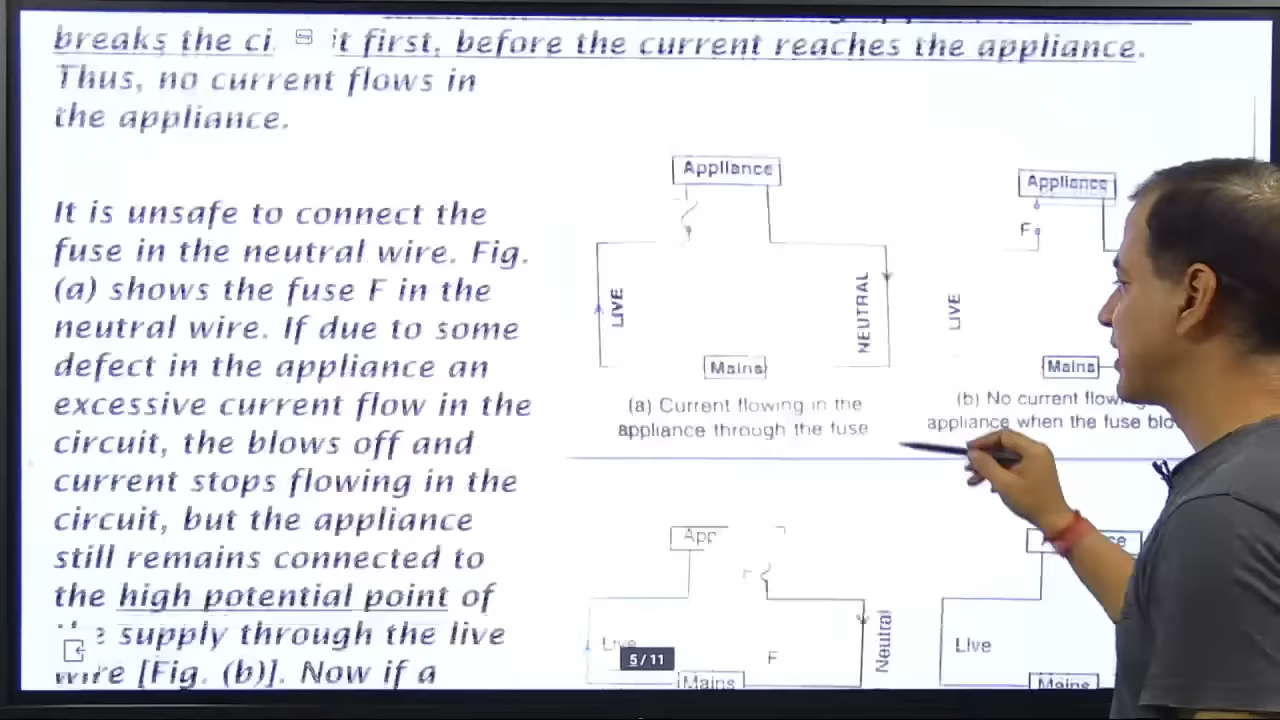 breaks the ci it first, before the current reaches the appliance.
Thus, no current flows in
the appliance.
It is unsafe to connect the
fuse in the neutral wire. Fig.
(a) shows the fuse F in the
neutral wire. If due to some
defect in the appliance an
excessive current flow in the
circuit, the blows off and
current stops flowing in the
circuit, but the appliance
still remains connected to
the high potential point of
supply through the live
[Fig. (b)]. Now if a
Appliance
LIVE
NEUTRAL
Mains
(a) Current flowing in the
appliance through the fuse
Appliance
F
LIVE
Mains
(b) No current flow
appliance when the fuse blo
App
F
Live
F
Neutral
Mains
Live
Mains
5/11